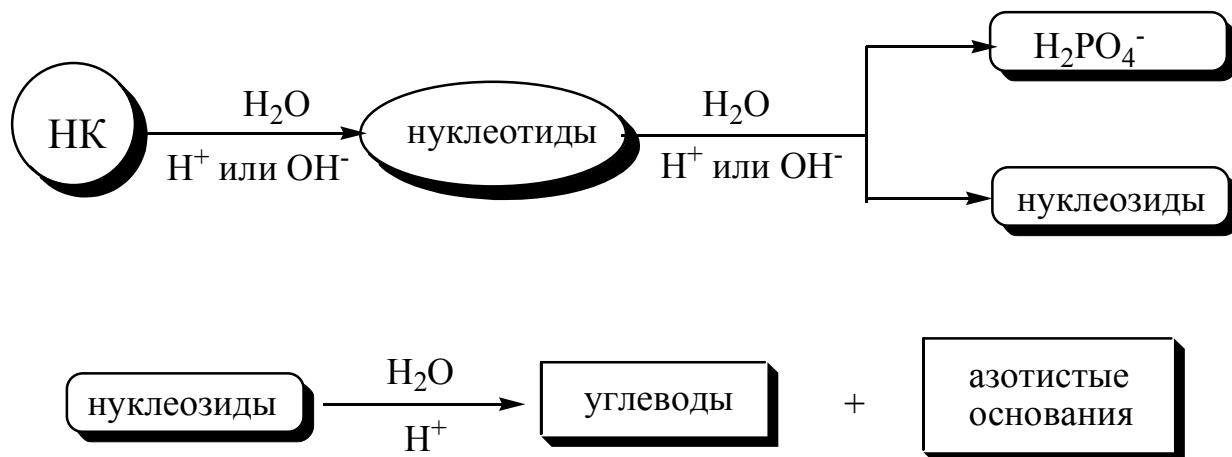 НК
H₂O
H⁺ или OH⁻
нуклеотиды
H₂O
H⁺ или OH⁻
H₂PO₄⁻
нуклеозиды
нуклеозиды
H₂O
H⁺
углеводы
+
азотистые
основания